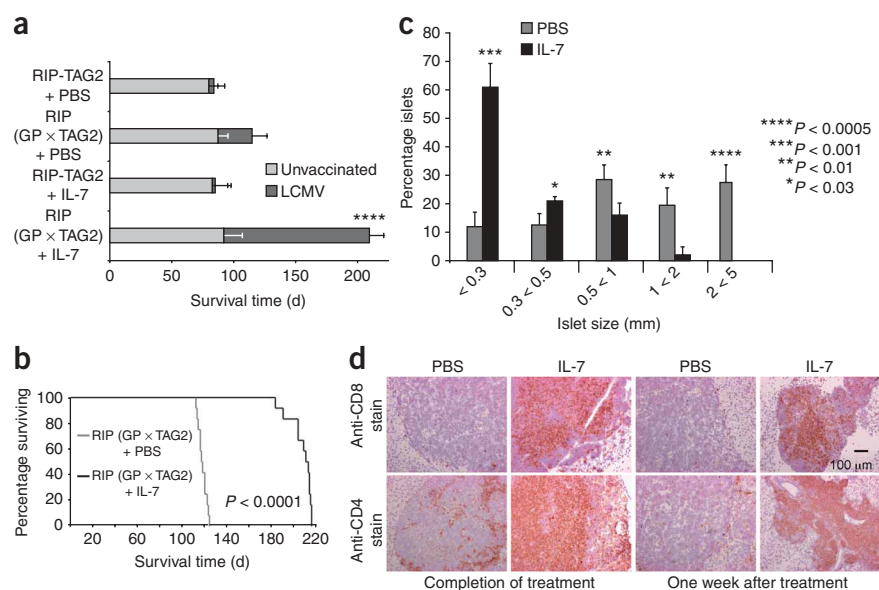 a
RIP-TAG2
+ PBS
RIP
(GP × TAG2)
+ PBS
RIP-TAG2
+ IL-7
RIP
(GP × TAG2)
+ IL-7
Unvaccinated
LCMV
****
0 50 100 150 200
Survival time (d)
b
Percentage surviving
100
80
60
40
20
0
RIP (GP × TAG2)
+ PBS
RIP (GP × TAG2)
+ IL-7
P < 0.0001
20 60 100 140 180 220
Survival time (d)
c
Percentage islets
80
70
60
50
40
30
20
10
0
PBS
IL-7
***
*
**
**
****
****P < 0.0005
***P < 0.001
**P < 0.01
*P < 0.03
< 0.3
0.3 < 0.5
0.5 < 1
1 < 2
2 < 5
Islet size (mm)
d
PBS IL-7 PBS IL-7
Anti-CD8
stain
100 μm
Anti-CD4
stain
Completion of treatment One week after treatment